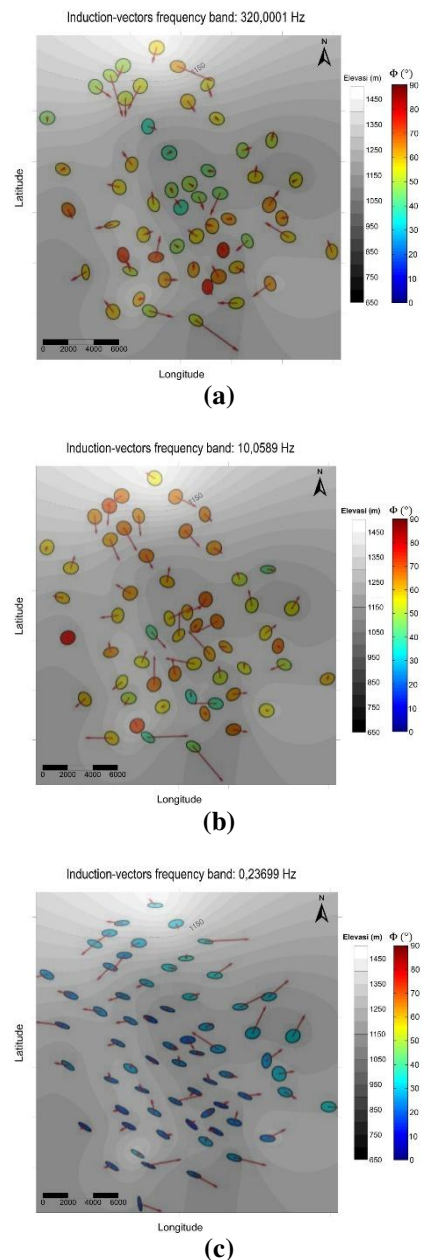 Induction-vectors frequency band: 320,0001 Hz
N
1150
Elevasi (m)
Φ (°)
1450
1350
1250
1150
1050
950
850
750
650
90
80
70
60
50
40
30
20
10
0
Latitude
0 2000 4000 6000
Longitude
(a)
Induction-vectors frequency band: 10,0589 Hz
N
1150
Elevasi (m)
Φ (°)
1450
1350
1250
1150
1050
950
850
750
650
90
80
70
60
50
40
30
20
10
0
Latitude
0 2000 4000 6000
Longitude
(b)
Induction-vectors frequency band: 0,23699 Hz
N
1150
Elevasi (m)
Φ (°)
1450
1350
1250
1150
1050
950
850
750
650
90
80
70
60
50
40
30
20
10
0
Latitude
0 2000 4000 6000
Longitude
(c)